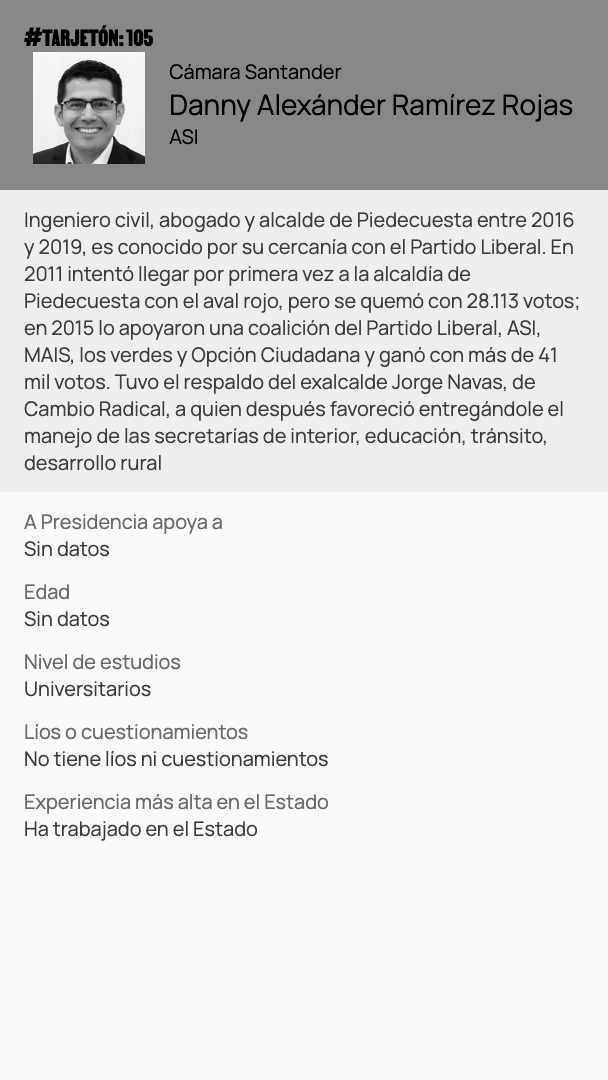 #TARJETÓN: 105
Cámara Santander
Danny Alexánder Ramírez Rojas
ASI
Ingeniero civil, abogado y alcalde de Piedecuesta entre 2016
y 2019, es conocido por su cercanía con el Partido Liberal. En
2011 intentó llegar por primera vez a la alcaldía de
Piedecuesta con el aval rojo, pero se quemó con 28.113 votos;
en 2015 lo apoyaron una coalición del Partido Liberal, ASI,
MAIS, los verdes y Opción Ciudadana y ganó con más de 41
mil votos. Tuvo el respaldo del exalcalde Jorge Navas, de
Cambio Radical, a quien después favoreció entregándole el
manejo de las secretarías de interior, educación, tránsito,
desarrollo rural
A Presidencia apoya a
Sin datos
Edad
Sin datos
Nivel de estudios
Universitarios
Líos o cuestionamientos
No tiene líos ni cuestionamientos
Experiencia más alta en el Estado
Ha trabajado en el Estado